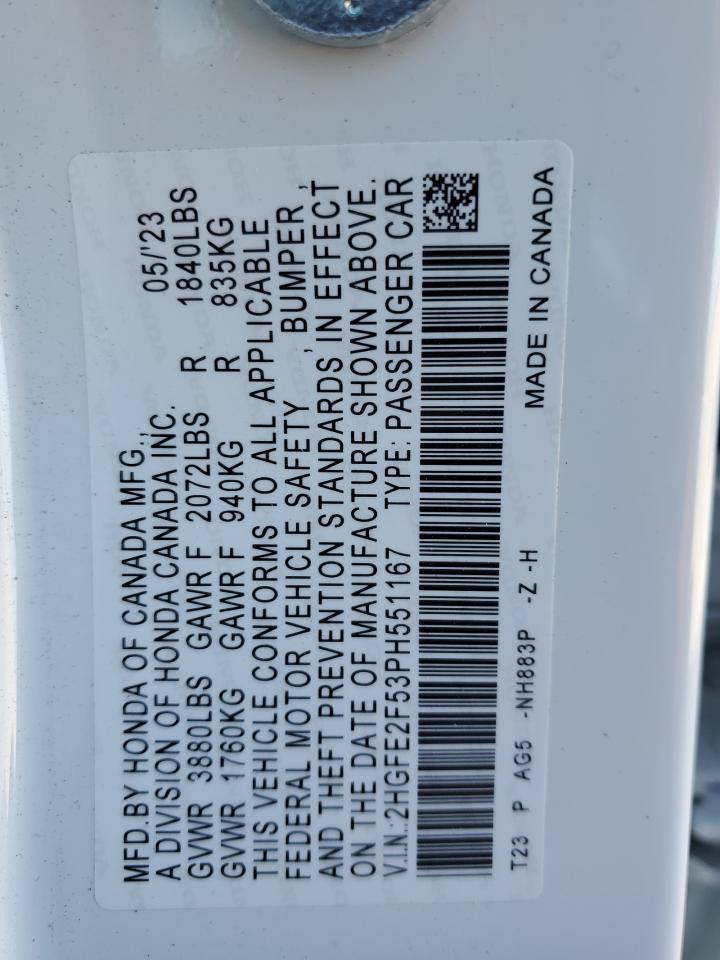 MFD.BY HONDA OF CANADA MFG.,
A DIVISION OF HONDA CANADA INC. 05/'23
GVWR 3880LBS GAWR F 2072LBS R 1840LBS
GVWR 1760KG GAWR F 940KG R 835KG
THIS VEHICLE CONFORMS TO ALL APPLICABLE
FEDERAL MOTOR VEHICLE SAFETY, BUMPER,
AND THEFT PREVENTION STANDARDS IN EFFECT
ON THE DATE OF MANUFACTURE SHOWN ABOVE.
V.I.N.:2HGFE2F53PH551167 TYPE: PASSENGER CAR
T23 P AG5 -NH883P -Z -H
MADE IN CANADA